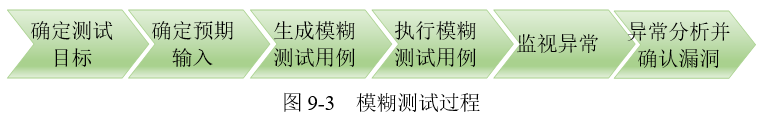 确定测试
目标
确定预期
输入
生成模糊
测试用例
执行模糊
测试用例
监视异常
异常分析并
确认漏洞
图 9-3 模糊测试过程